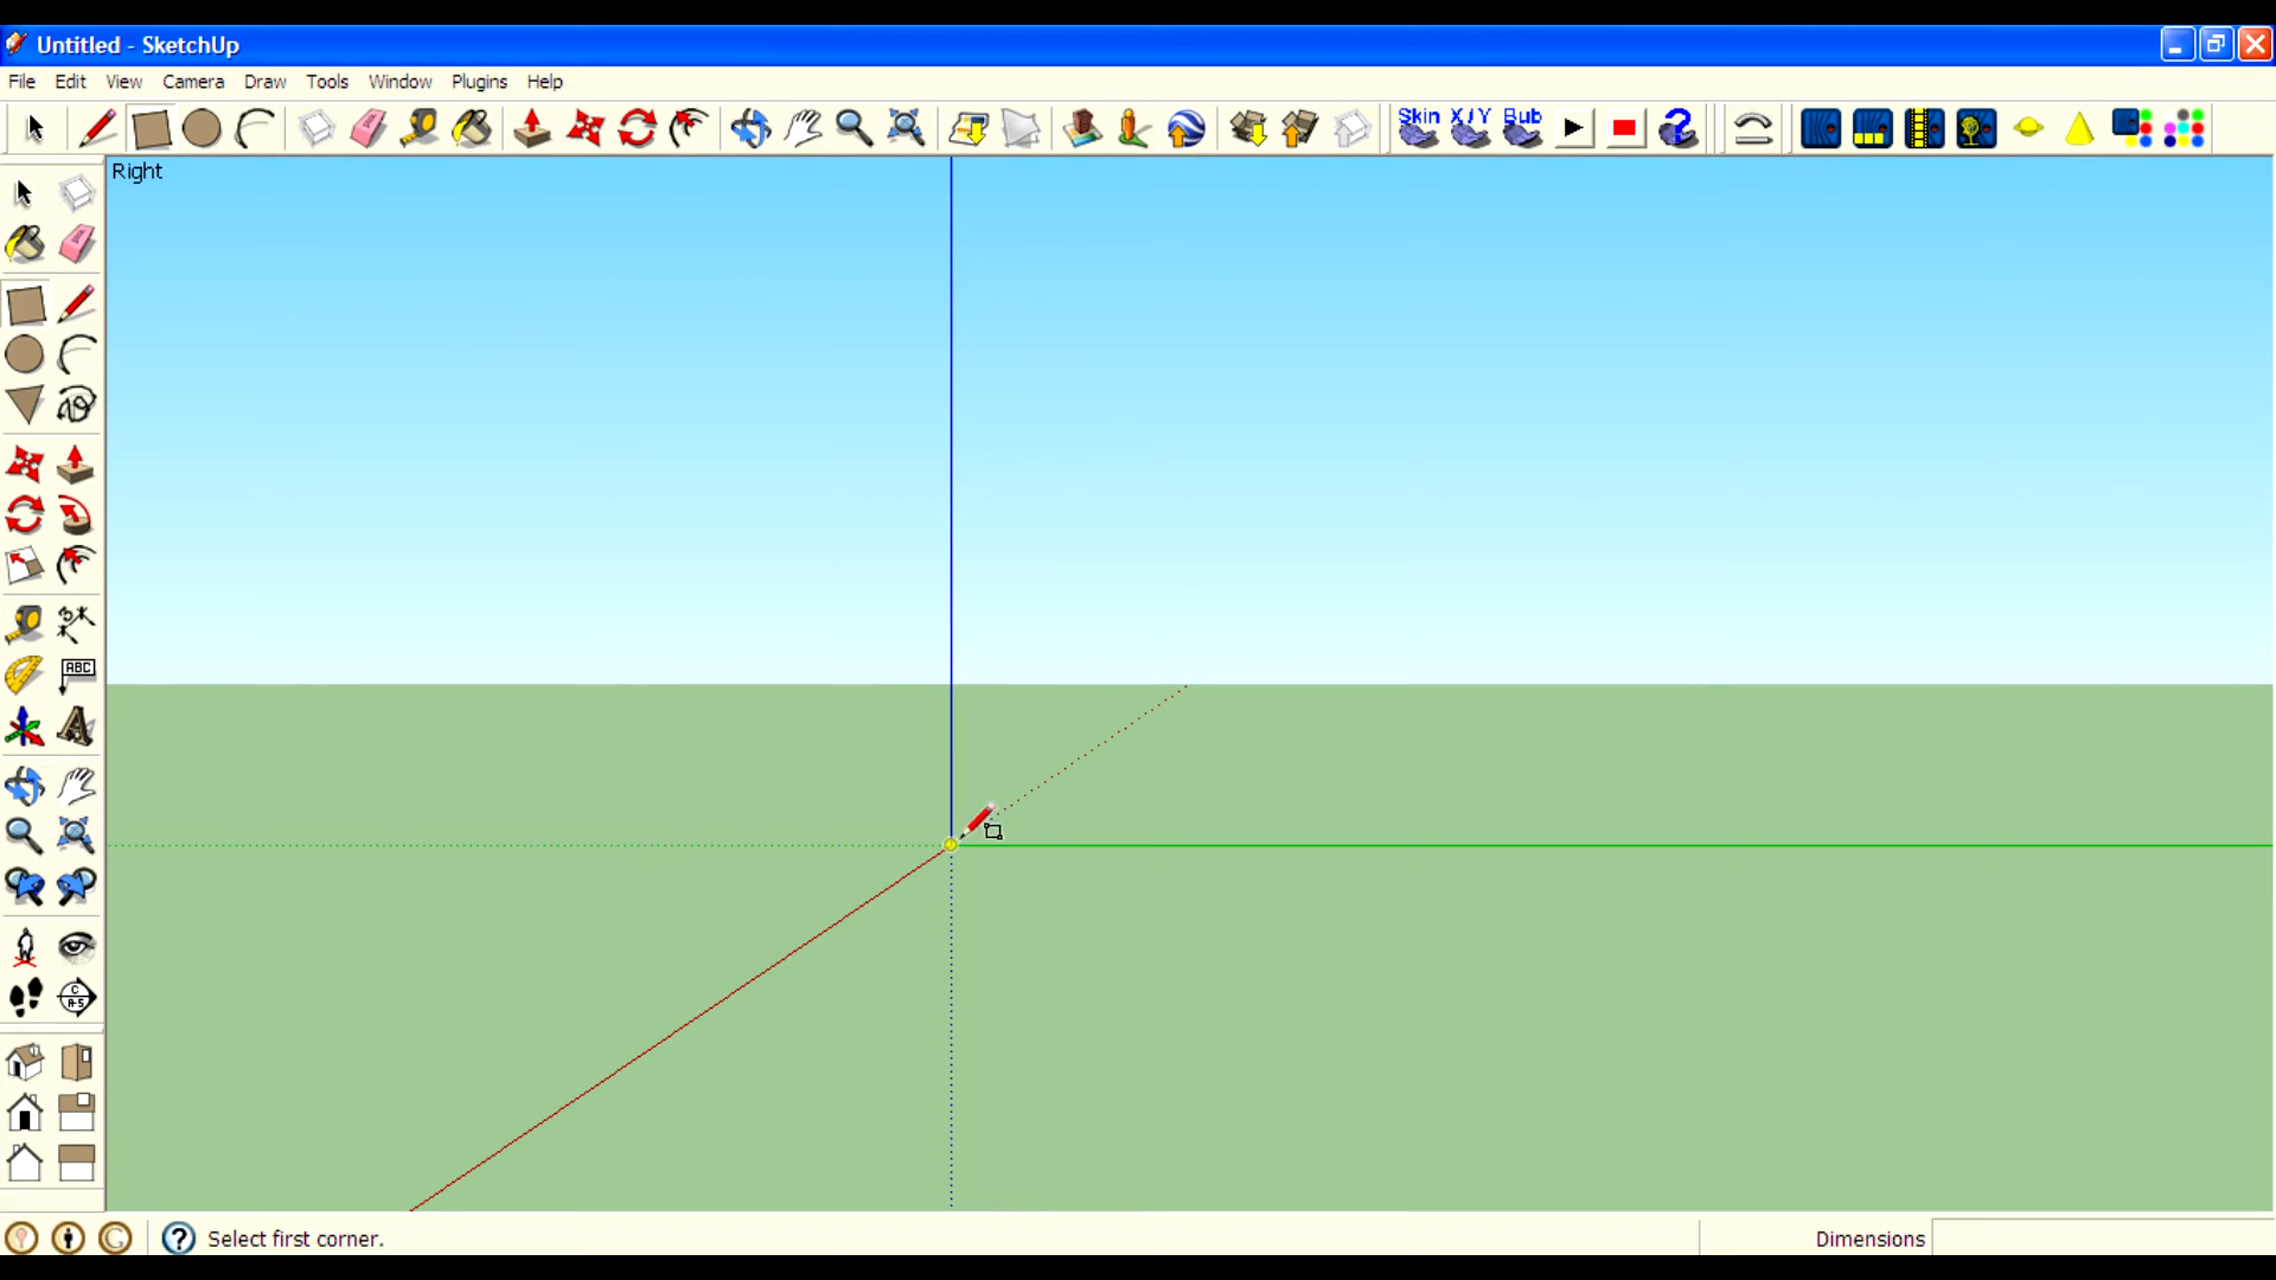 Untitled - SketchUp
File Edit View Camera Draw Tools Window Plugins Help
Skin X/Y Bub
Right
ABC
C
A-5
Select first corner.
Dimensions